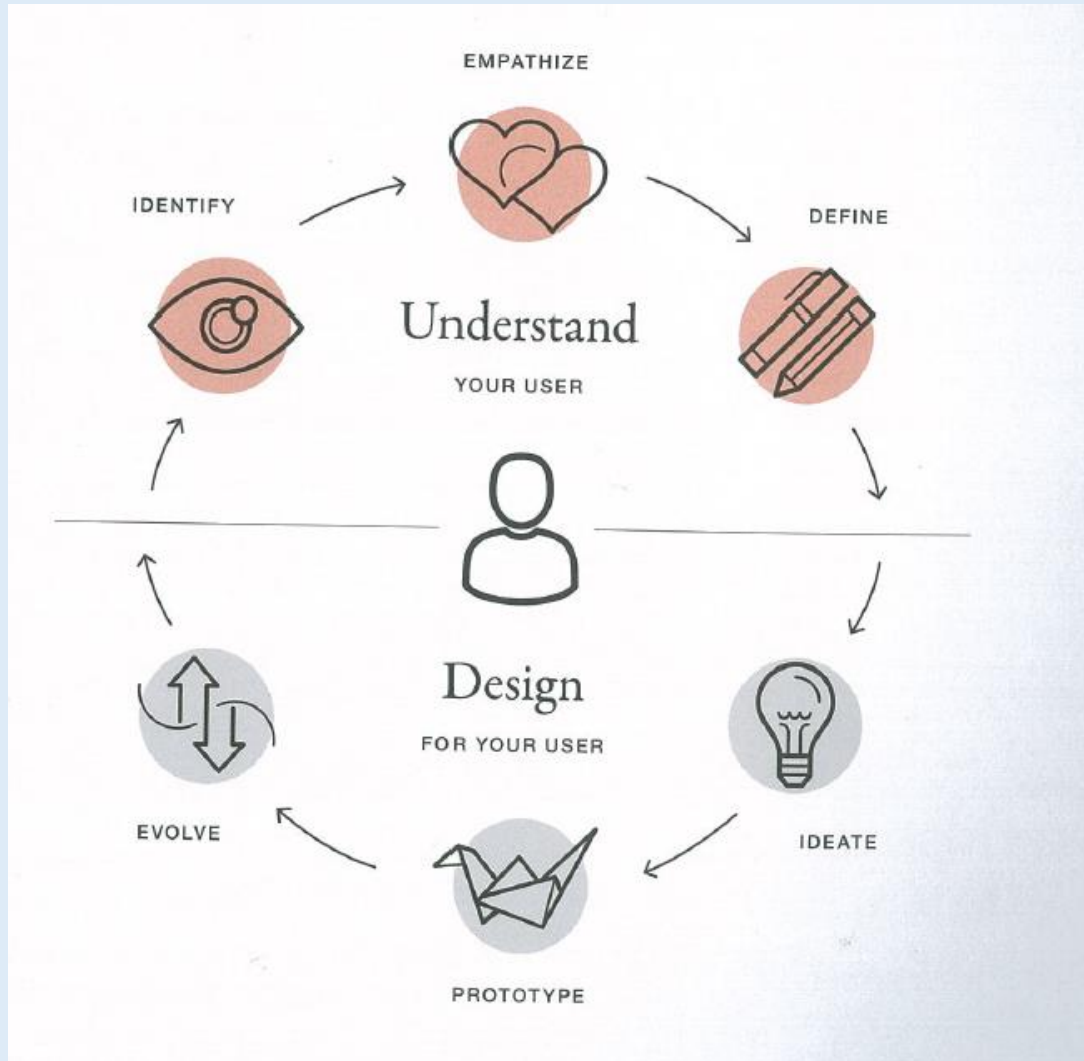 EMPATHIZE
IDENTIFY
DEFINE
Understand
YOUR USER
Design
FOR YOUR USER
EVOLVE
IDEATE
PROTOTYPE